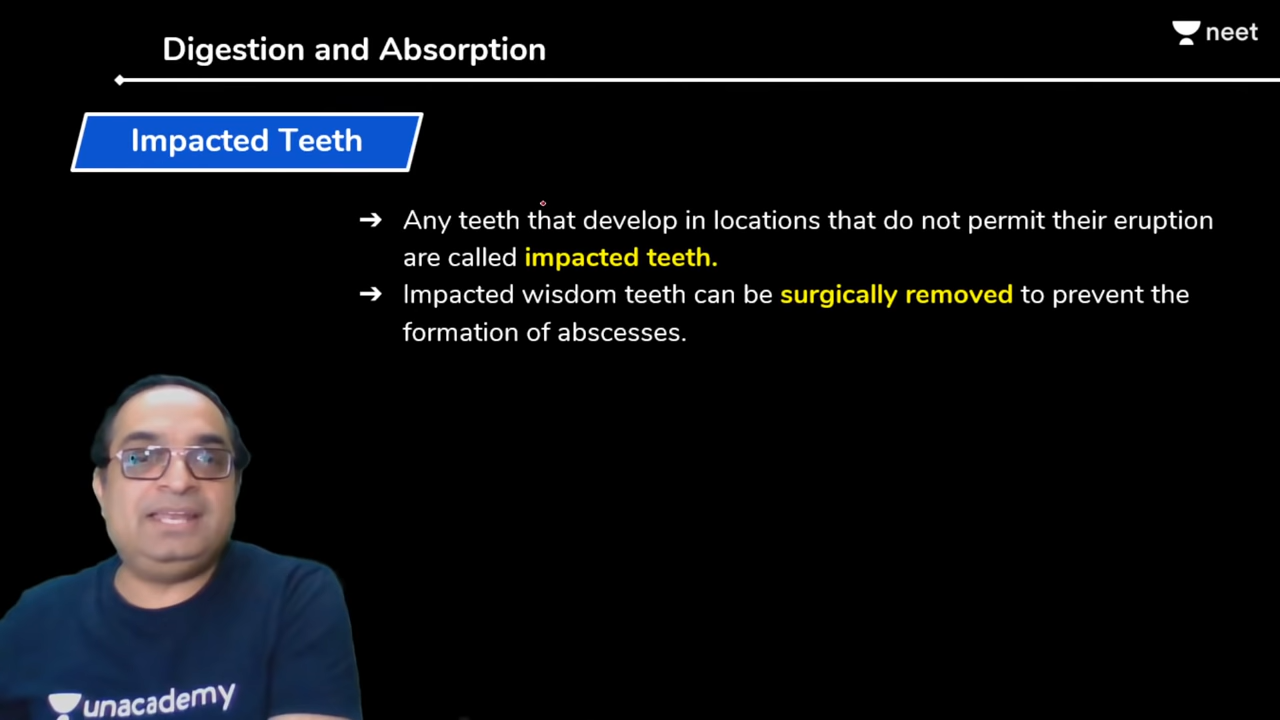 Digestion and Absorption
neet
Impacted Teeth
➔ Any teeth that develop in locations that do not permit their eruption
are called impacted teeth.
➔ Impacted wisdom teeth can be surgically removed to prevent the
formation of abscesses.
unacademy